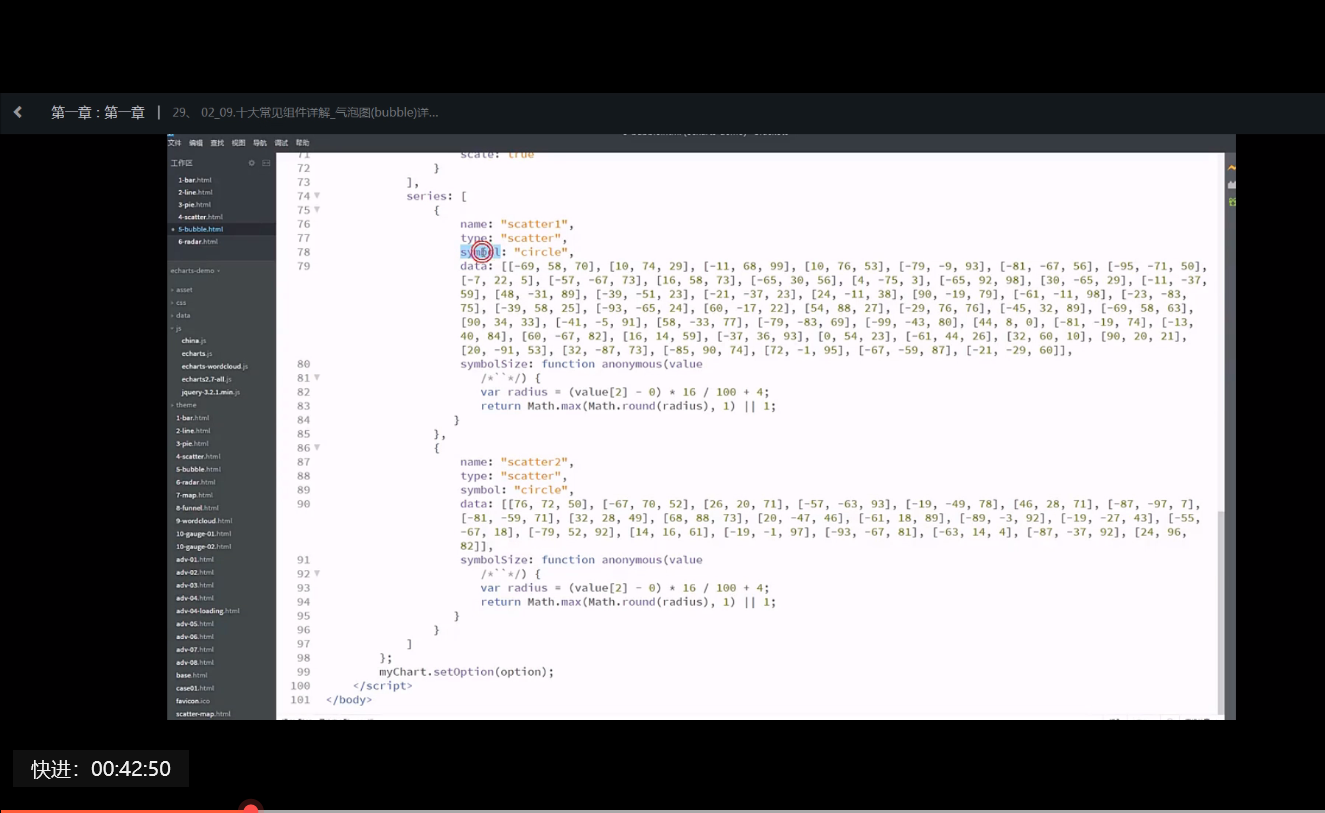 第一章 : 第一章 | 29、 02_09.十大常见组件详解_气泡图(bubble)详...
文件 编辑 查找 视图 导航 调试 帮助
工作区
1-bar.html
2-line.html
3-pie.html
4-scatter.html
5-bubble.html
6-radar.html
echarts-demo
asset
css
data
js
china.js
echarts.js
echarts-wordcloud.js
echarts2.7-all.js
jquery-3.2.1.min.js
theme
1-bar.html
2-line.html
3-pie.html
4-scatter.html
5-bubble.html
6-radar.html
7-map.html
8-funnel.html
9-wordcloud.html
10-gauge-01.html
10-gauge-02.html
adv-01.html
adv-02.html
adv-03.html
adv-04.html
adv-04-loading.html
adv-05.html
adv-06.html
adv-07.html
adv-08.html
base.html
case01.html
favicon.ico
scatter-map.html
71 scale: true
72 }
73 ],
74 series: [
75 {
76 name: "scatter1",
77 type: "scatter",
78 symbol: "circle",
79 data: [[-69, 58, 70], [10, 74, 29], [-11, 68, 99], [10, 76, 53], [-79, -9, 93], [-81, -67, 56], [-95, -71, 50],
[-7, 22, 5], [-57, -67, 73], [16, 58, 73], [-65, 30, 56], [4, -75, 3], [-65, 92, 98], [30, -65, 29], [-11, -37,
59], [48, -31, 89], [-39, -51, 23], [-21, -37, 23], [24, -11, 38], [90, -19, 79], [-61, -11, 98], [-23, -83,
75], [-39, 58, 25], [-93, -65, 24], [60, -17, 22], [54, 88, 27], [-29, 76, 76], [-45, 32, 89], [-69, 58, 63],
[90, 34, 33], [-41, -5, 91], [58, -33, 77], [-79, -83, 69], [-99, -43, 80], [44, 8, 0], [-81, -19, 74], [-13,
40, 84], [60, -67, 82], [16, 14, 59], [-37, 36, 93], [0, 54, 23], [-61, 44, 26], [32, 60, 10], [90, 20, 21],
[20, -91, 53], [32, -87, 73], [-85, 90, 74], [72, -1, 95], [-67, -59, 87], [-21, -29, 60]],
80 symbolSize: function anonymous(value
81 /*``*/) {
82 var radius = (value[2] - 0) * 16 / 100 + 4;
83 return Math.max(Math.round(radius), 1) || 1;
84 }
85 },
86 {
87 name: "scatter2",
88 type: "scatter",
89 symbol: "circle",
90 data: [[76, 72, 50], [-67, 70, 52], [26, 20, 71], [-57, -63, 93], [-19, -49, 78], [46, 28, 71], [-87, -97, 7],
[-81, -59, 71], [32, 28, 49], [68, 88, 73], [20, -47, 46], [-61, 18, 89], [-89, -3, 92], [-19, -27, 43], [-55,
-67, 18], [-79, 52, 92], [14, 16, 61], [-19, -1, 97], [-93, -67, 81], [-63, 14, 4], [-87, -37, 92], [24, 96,
82]],
91 symbolSize: function anonymous(value
92 /*``*/) {
93 var radius = (value[2] - 0) * 16 / 100 + 4;
94 return Math.max(Math.round(radius), 1) || 1;
95 }
96 }
97 ]
98 };
99 myChart.setOption(option);
100 </script>
101 </body>
快进：00:42:50